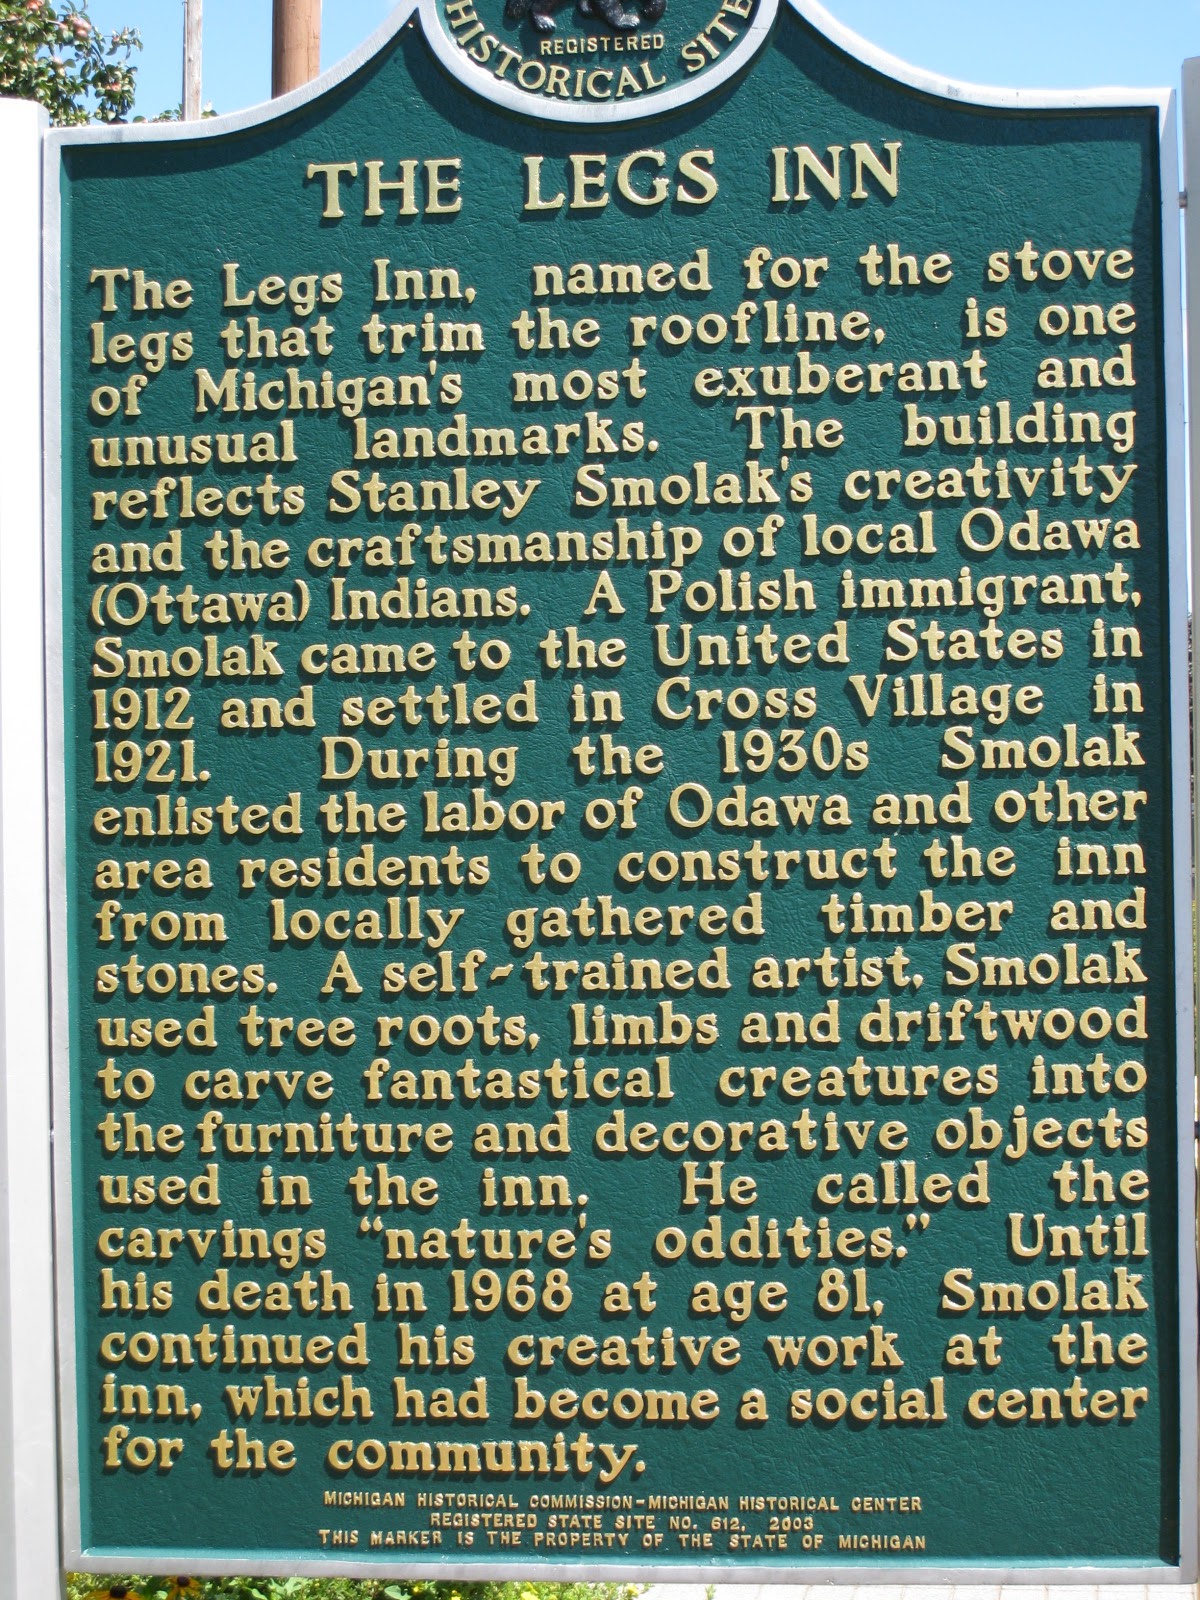 REGISTERED
HISTORICAL SITE
THE LEGS INN
The Legs Inn, named for the stove
legs that trim the roofline, is one
of Michigan's most exuberant and
unusual landmarks. The building
reflects Stanley Smolak's creativity
and the craftsmanship of local Odawa
(Ottawa) Indians. A Polish immigrant,
Smolak came to the United States in
1912 and settled in Cross Village in
1921. During the 1930s Smolak
enlisted the labor of Odawa and other
area residents to construct the inn
from locally gathered timber and
stones. A self-trained artist, Smolak
used tree roots, limbs and driftwood
to carve fantastical creatures into
the furniture and decorative objects
used in the inn. He called the
carvings “nature's oddities.” Until
his death in 1968 at age 81, Smolak
continued his creative work at the
inn, which had become a social center
for the community.
MICHIGAN HISTORICAL COMMISSION-MICHIGAN HISTORICAL CENTER
REGISTERED STATE SITE NO. 612, 2003
THIS MARKER IS THE PROPERTY OF THE STATE OF MICHIGAN